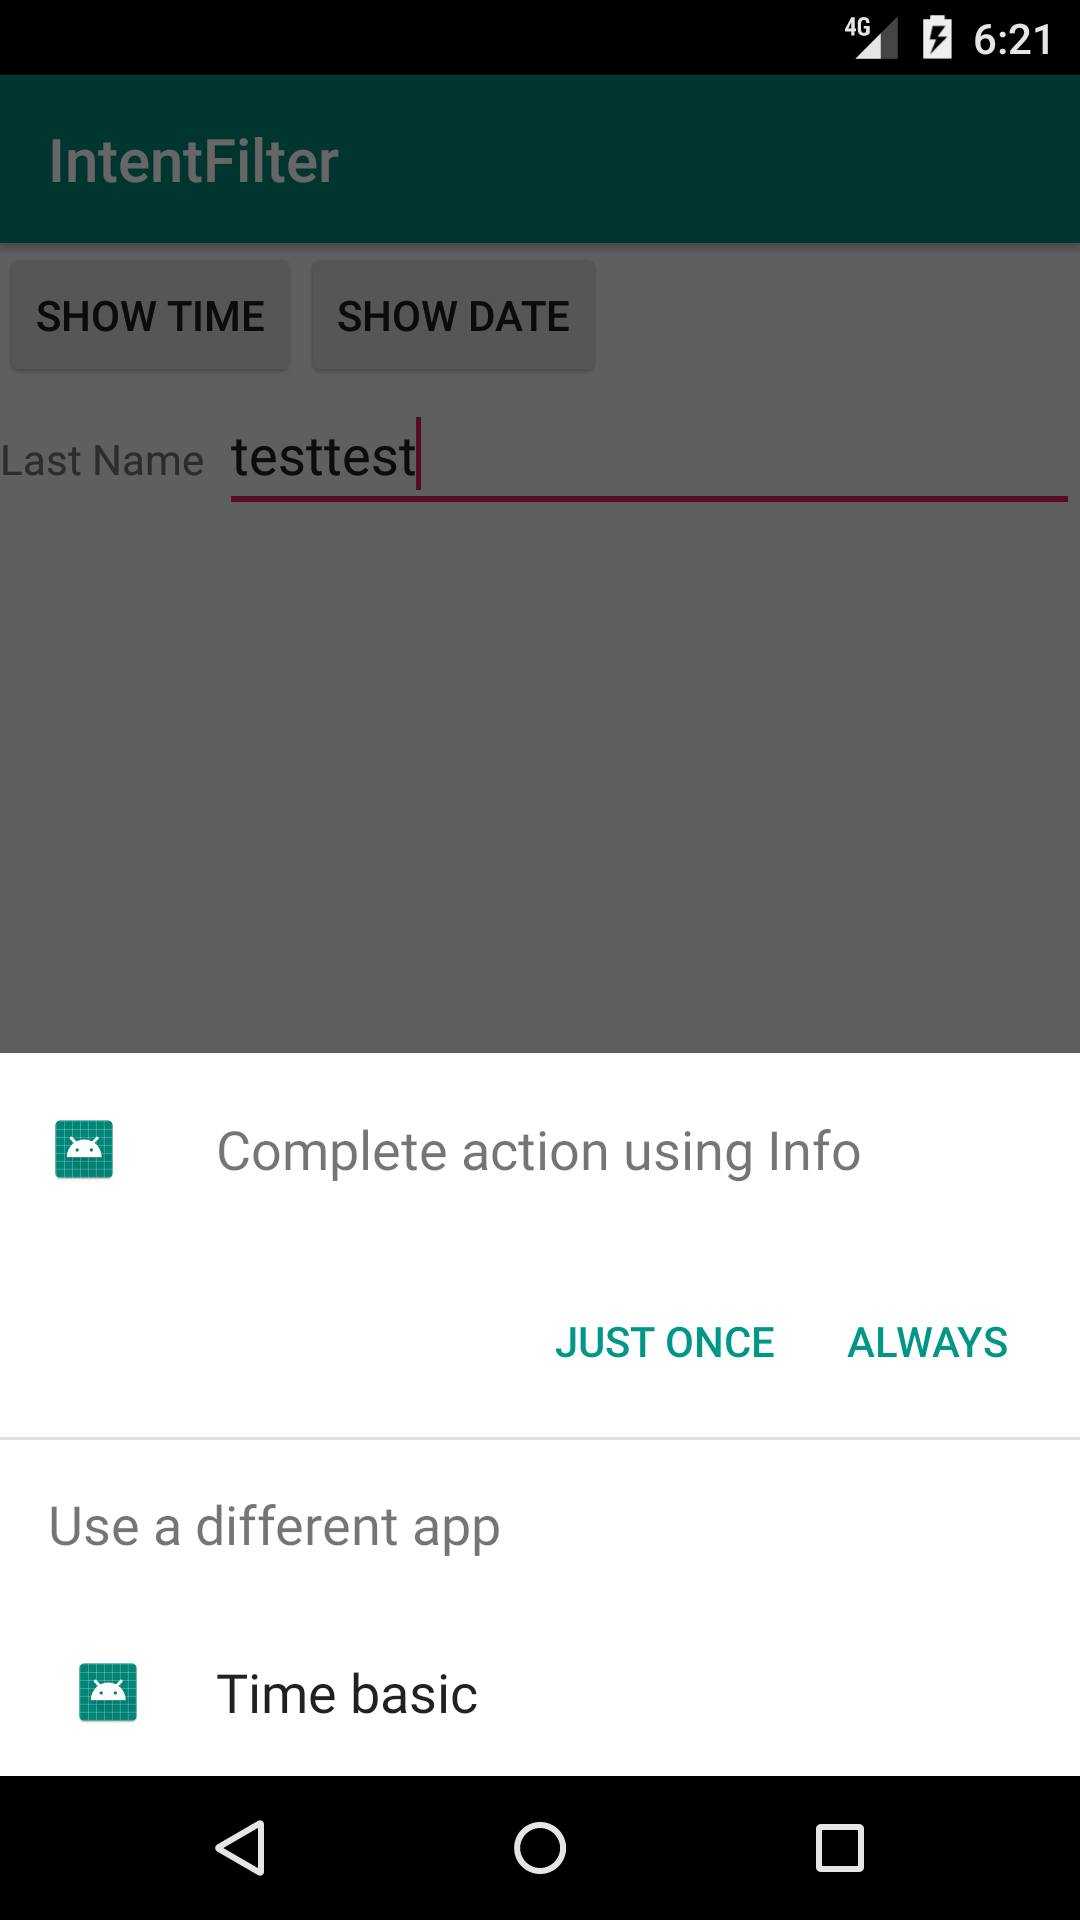 4G 6:21
IntentFilter
SHOW TIME SHOW DATE
Last Name testtest
Complete action using Info
JUST ONCE ALWAYS
Use a different app
Time basic